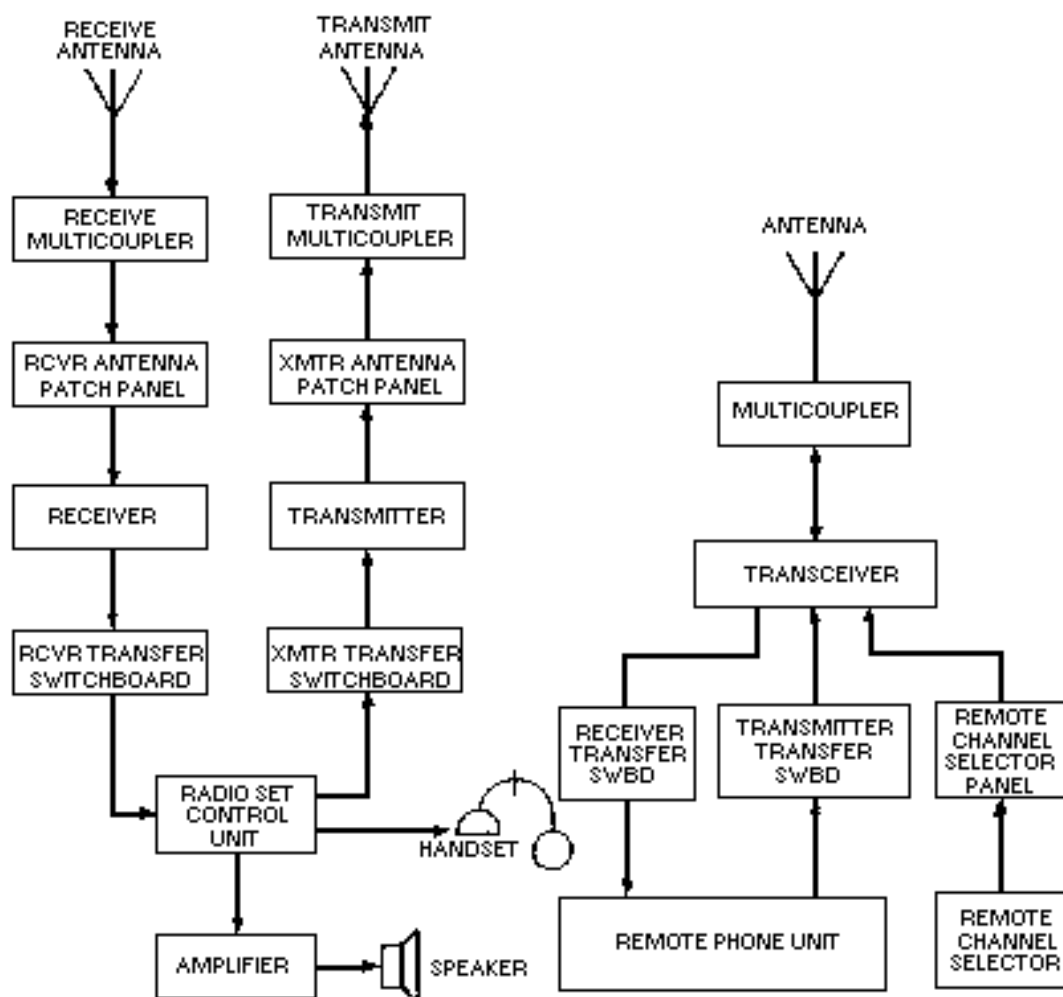 RECEIVE
ANTENNA
TRANSMIT
ANTENNA
RECEIVE
MULTICOUPLER
TRANSMIT
MULTICOUPLER
RCVR ANTENNA
PATCH PANEL
XMTR ANTENNA
PATCH PANEL
RECEIVER
TRANSMITTER
RCVR TRANSFER
SWITCHBOARD
XMTR TRANSFER
SWITCHBOARD
RADIO SET
CONTROL
UNIT
HANDSET
AMPLIFIER
SPEAKER
ANTENNA
MULTICOUPLER
TRANSCEIVER
RECEIVER
TRANSFER
SWBD
TRANSMITTER
TRANSFER
SWBD
REMOTE
CHANNEL
SELECTOR
PANEL
REMOTE PHONE UNIT
REMOTE
CHANNEL
SELECTOR